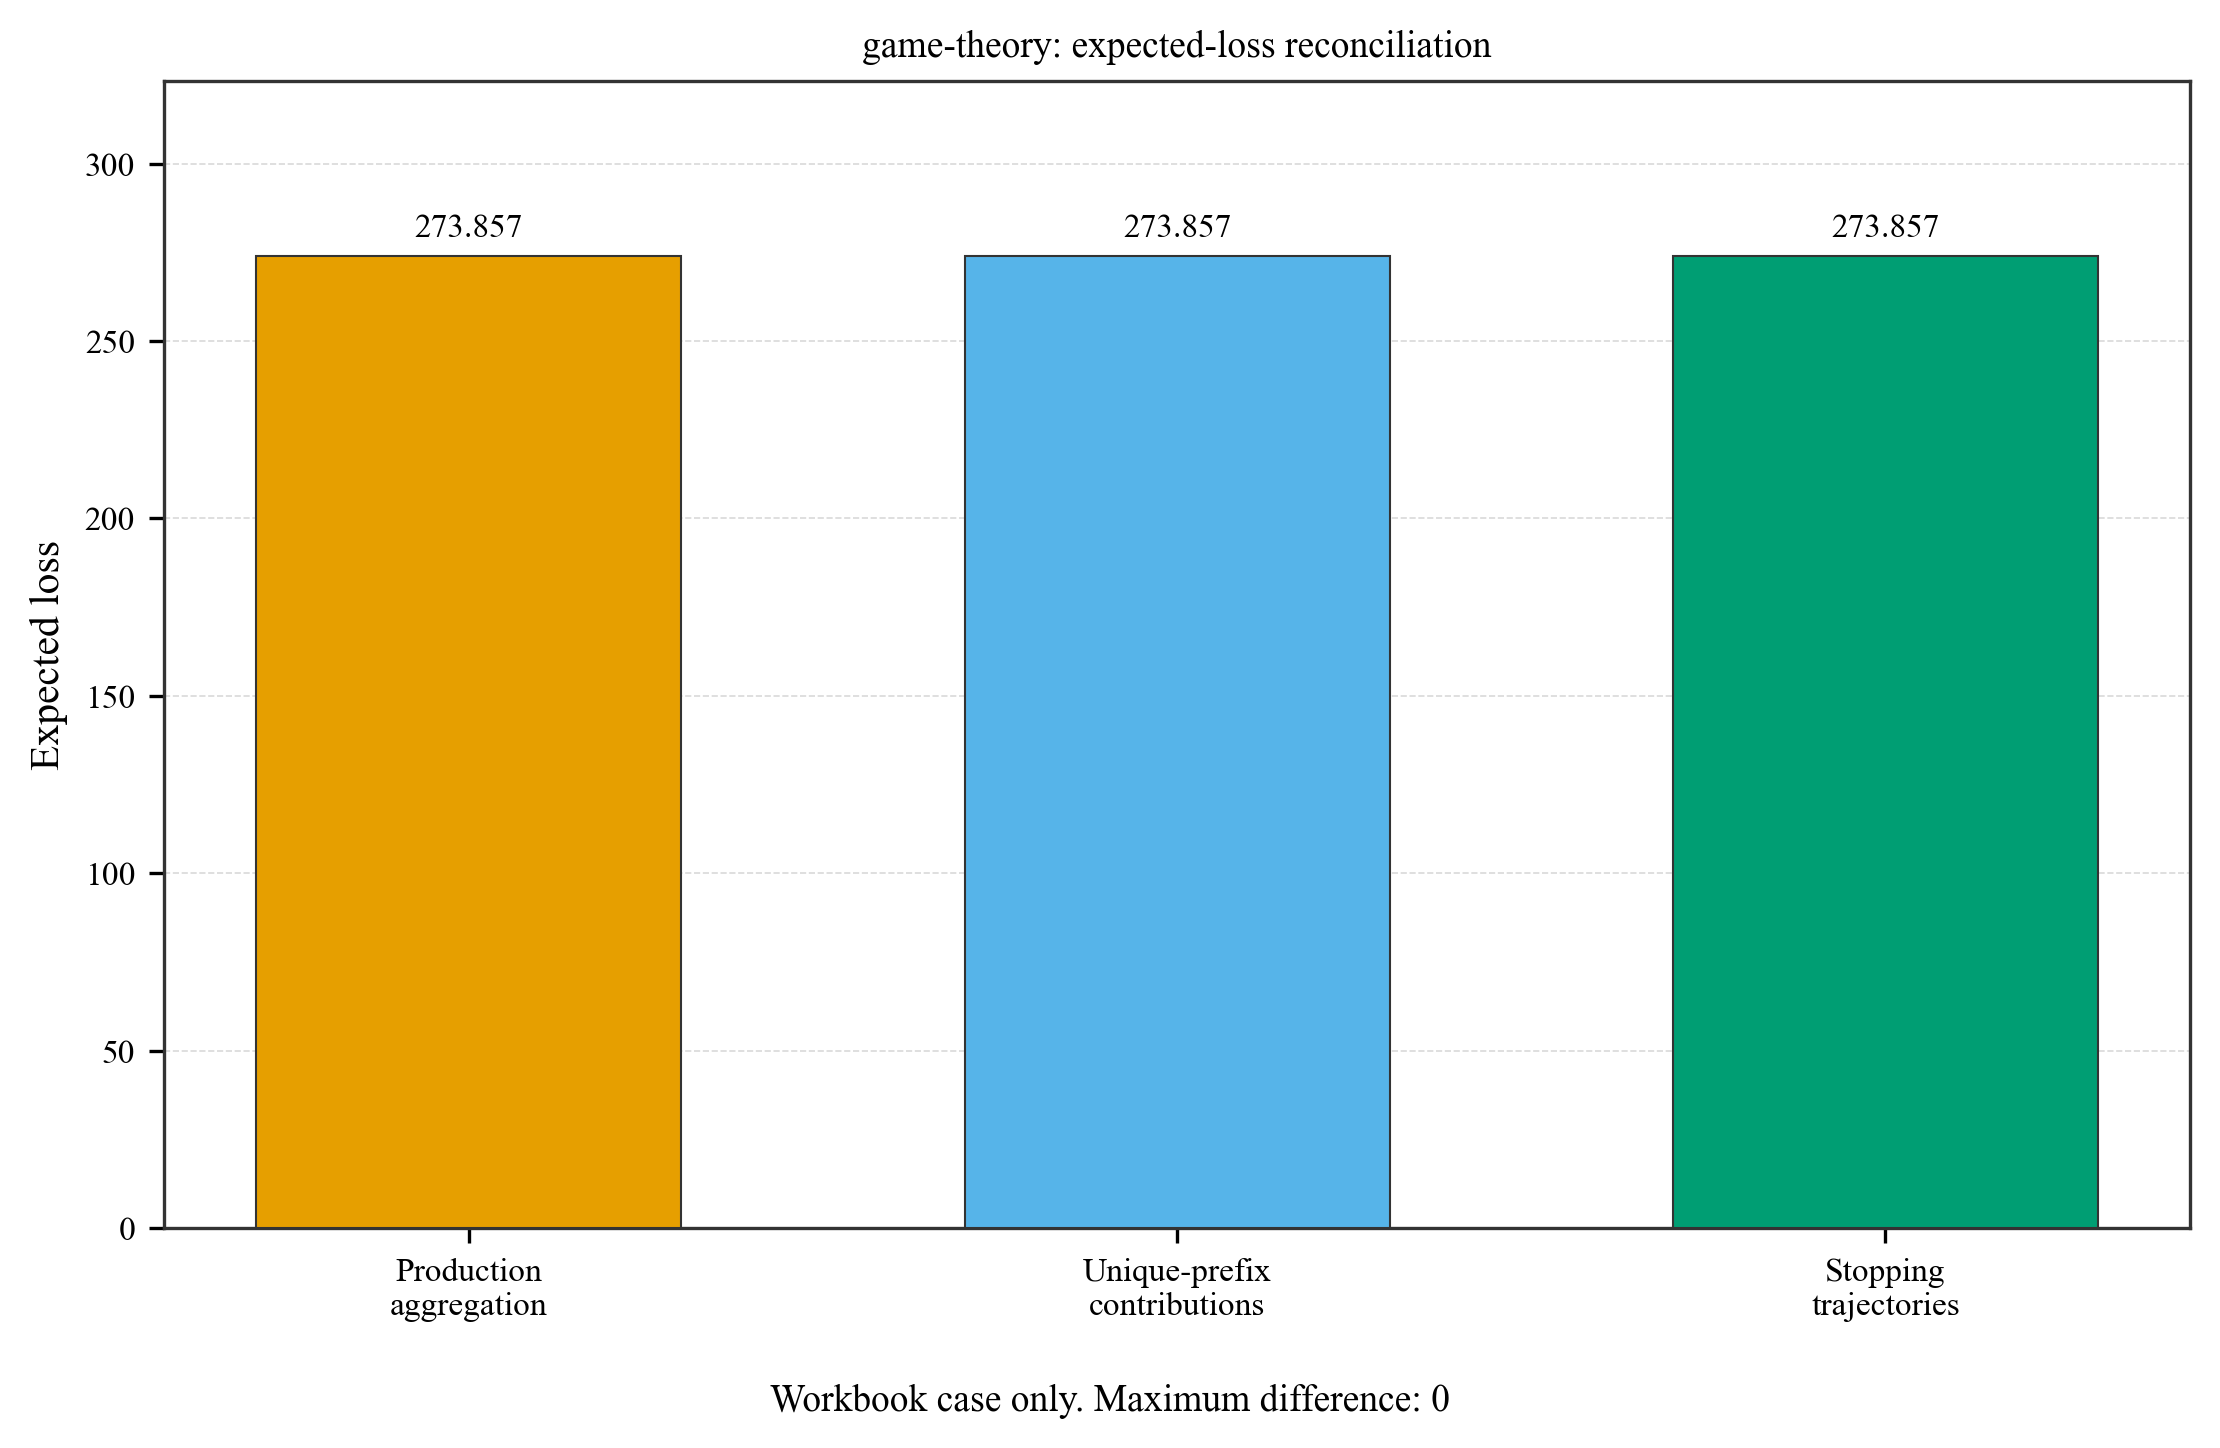 game-theory: expected-loss reconciliation
Expected loss
300
250
200
150
100
50
0
273.857
273.857
273.857
Production
aggregation
Unique-prefix
contributions
Stopping
trajectories
Workbook case only. Maximum difference: 0